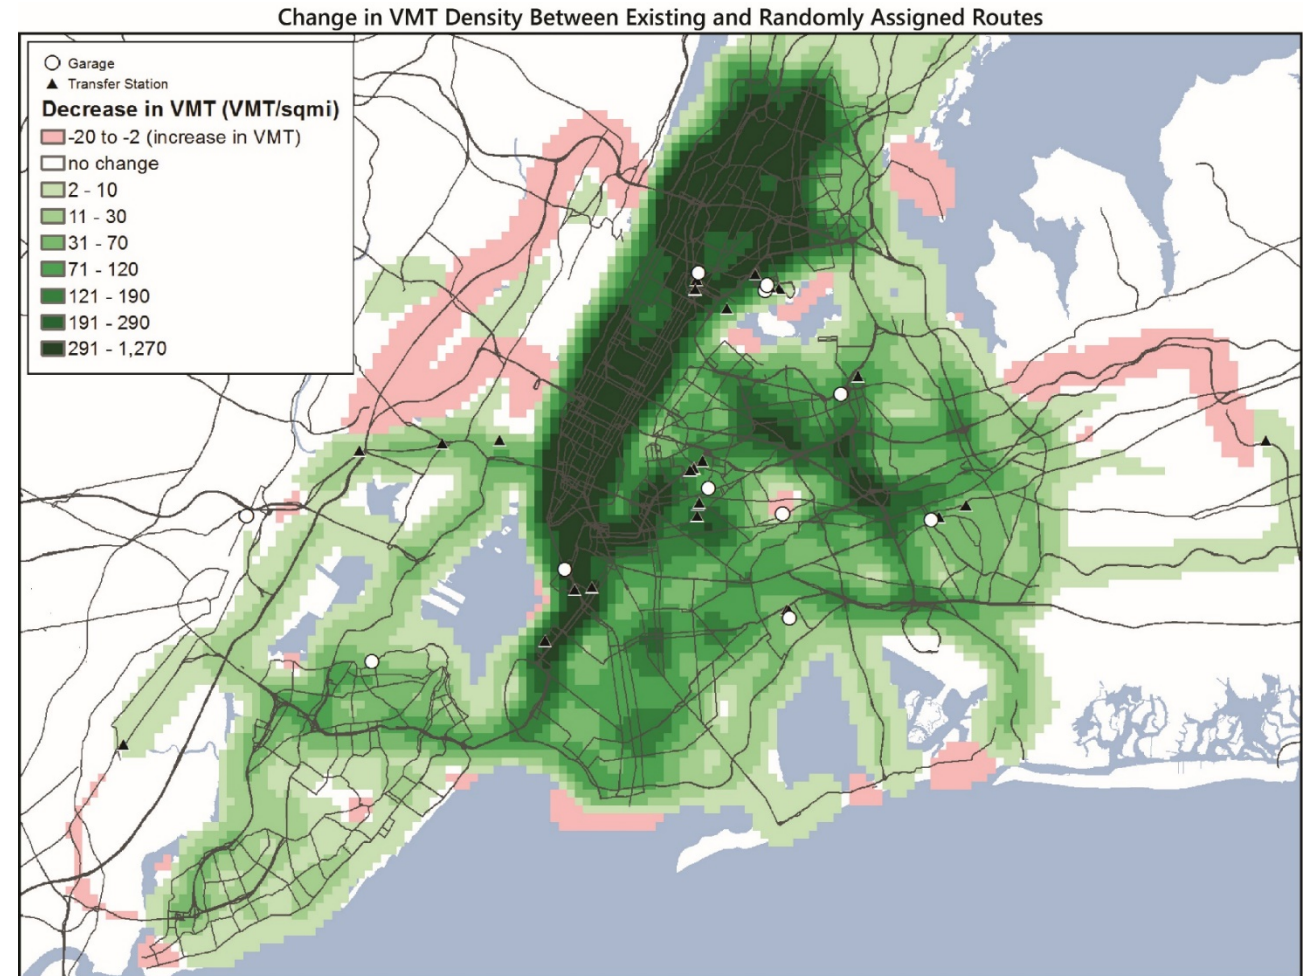 Change in VMT Density Between Existing and Randomly Assigned Routes
Garage
Transfer Station
Decrease in VMT (VMT/sqmi)
-20 to -2 (increase in VMT)
no change
2 - 10
11 - 30
31 - 70
71 - 120
121 - 190
191 - 290
291 - 1,270